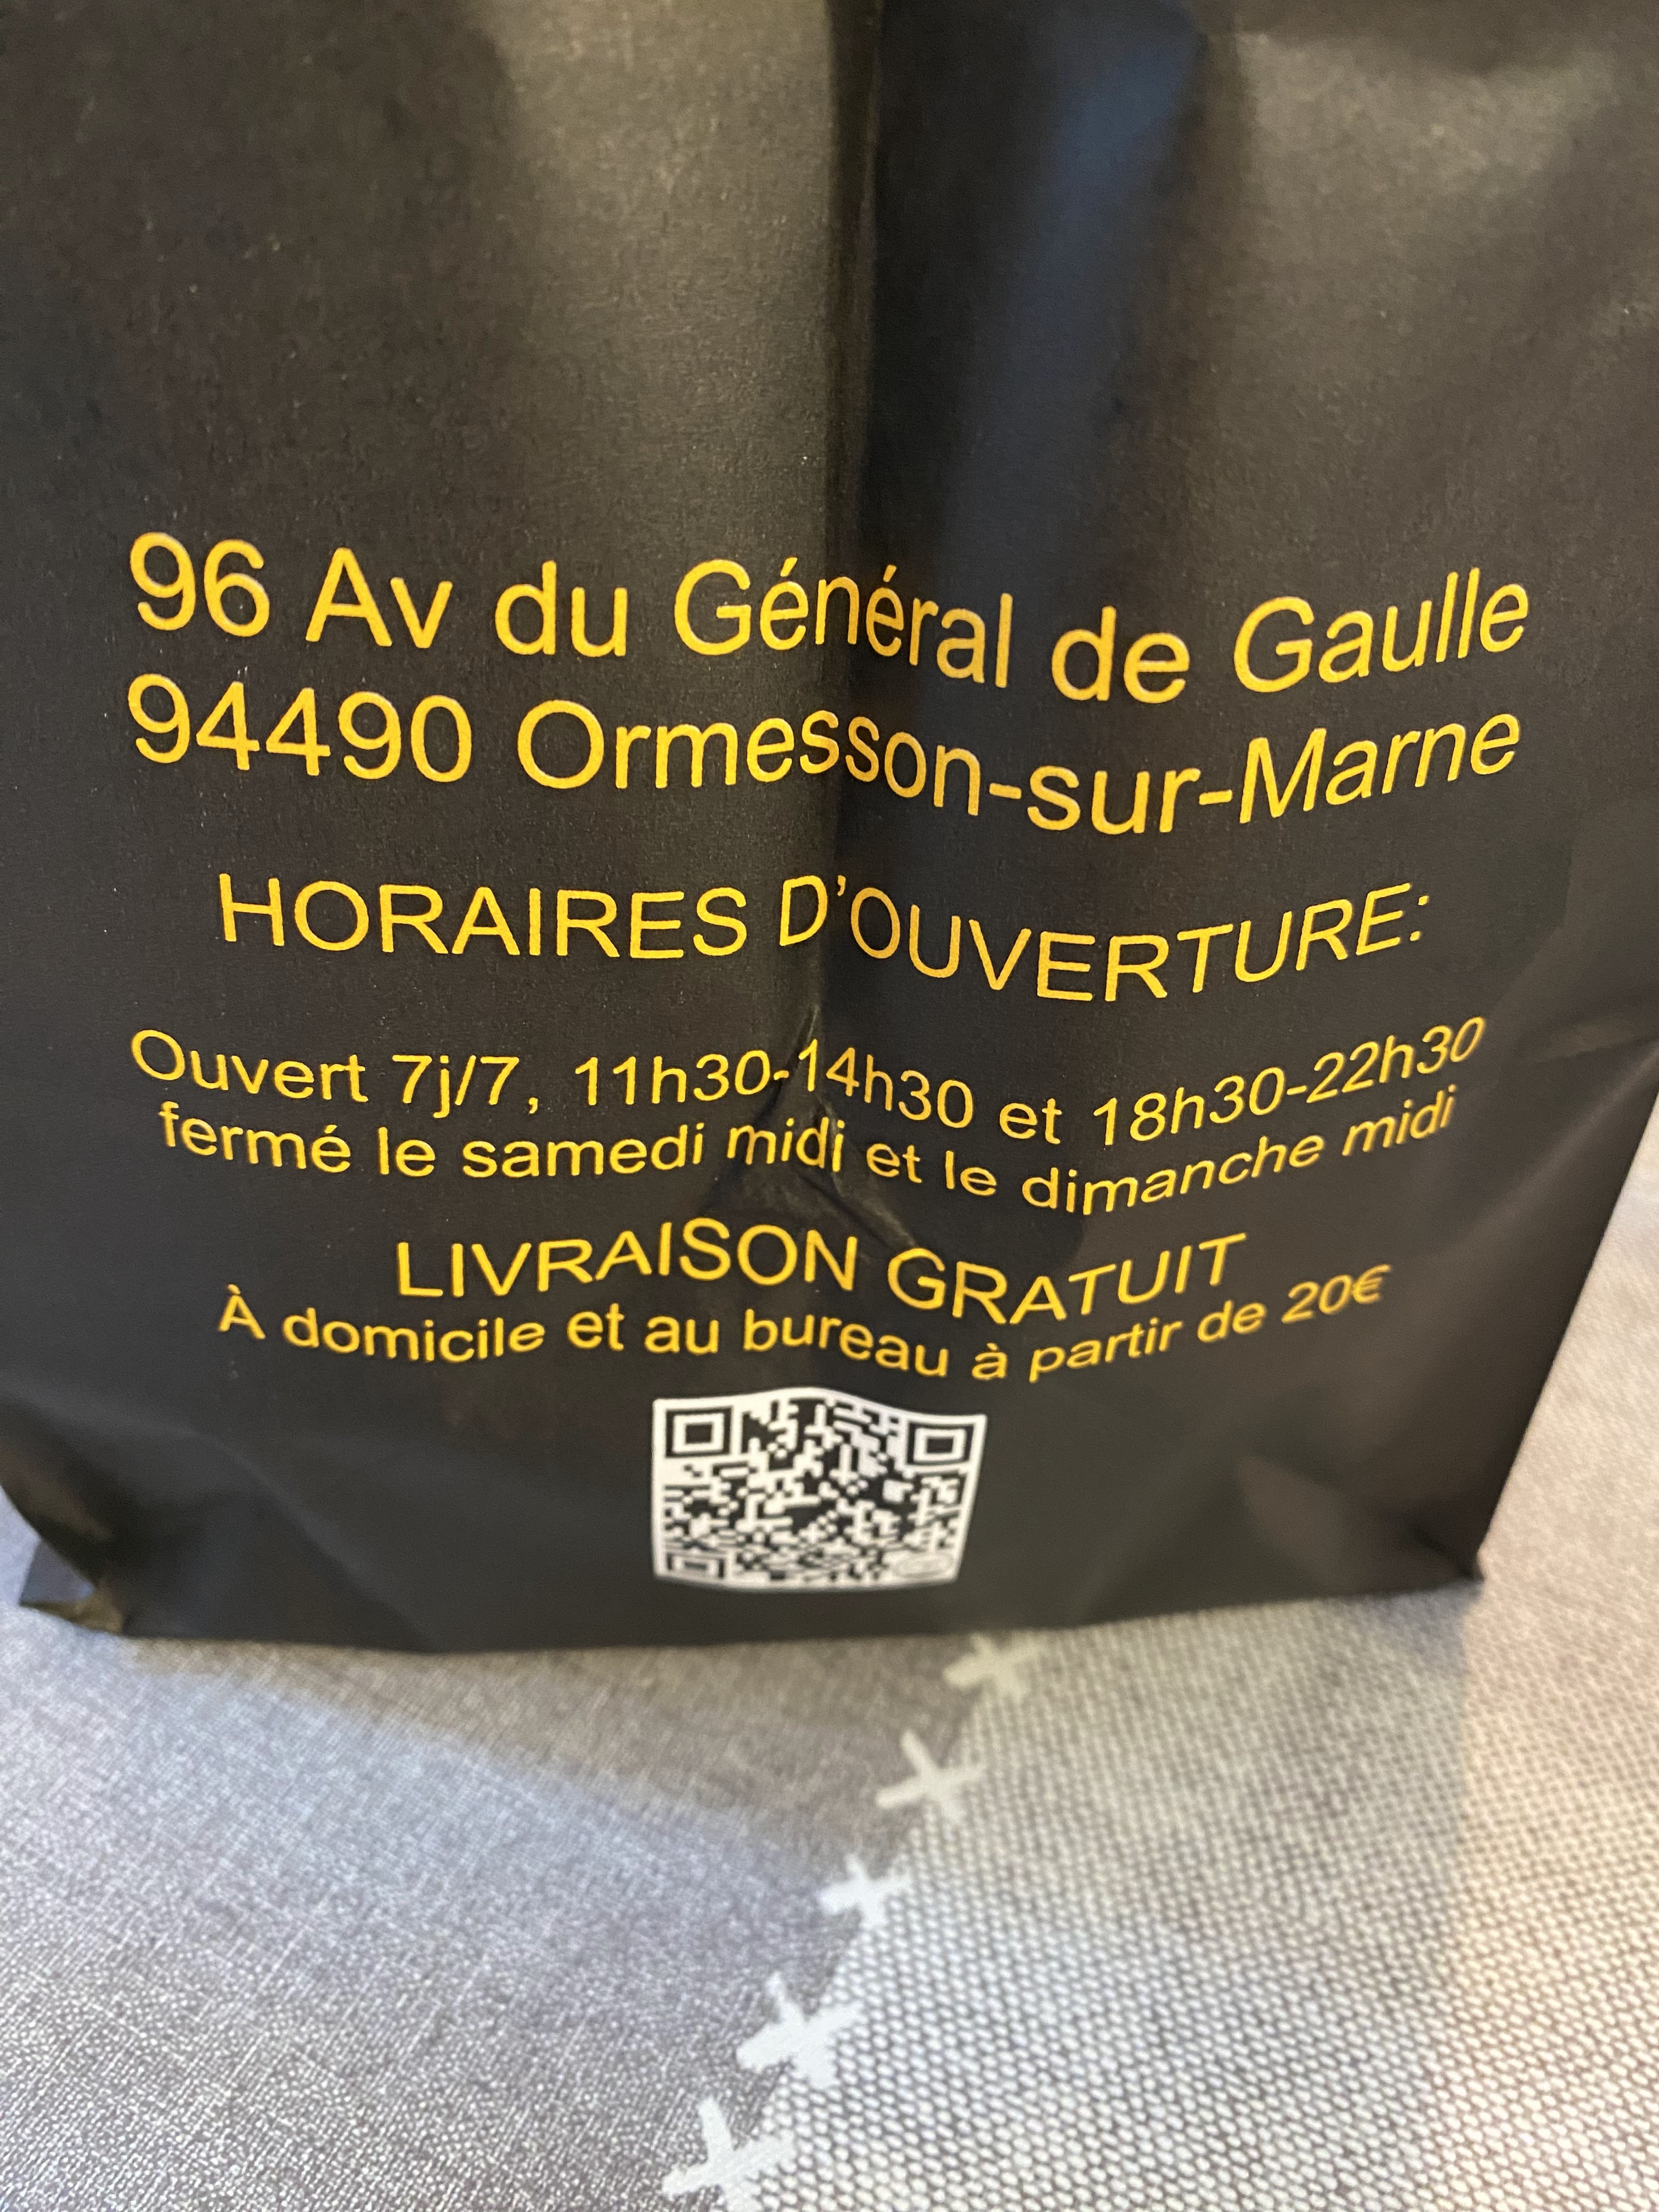 96 Av du Général de Gaulle
94490 Ormesson-sur-Marne
HORAIRES D’OUVERTURE:
Ouvert 7j/7, 11h30-14h30 et 18h30-22h30
fermé le samedi midi et le dimanche midi
LIVRAISON GRATUIT
À domicile et au bureau à partir de 20€